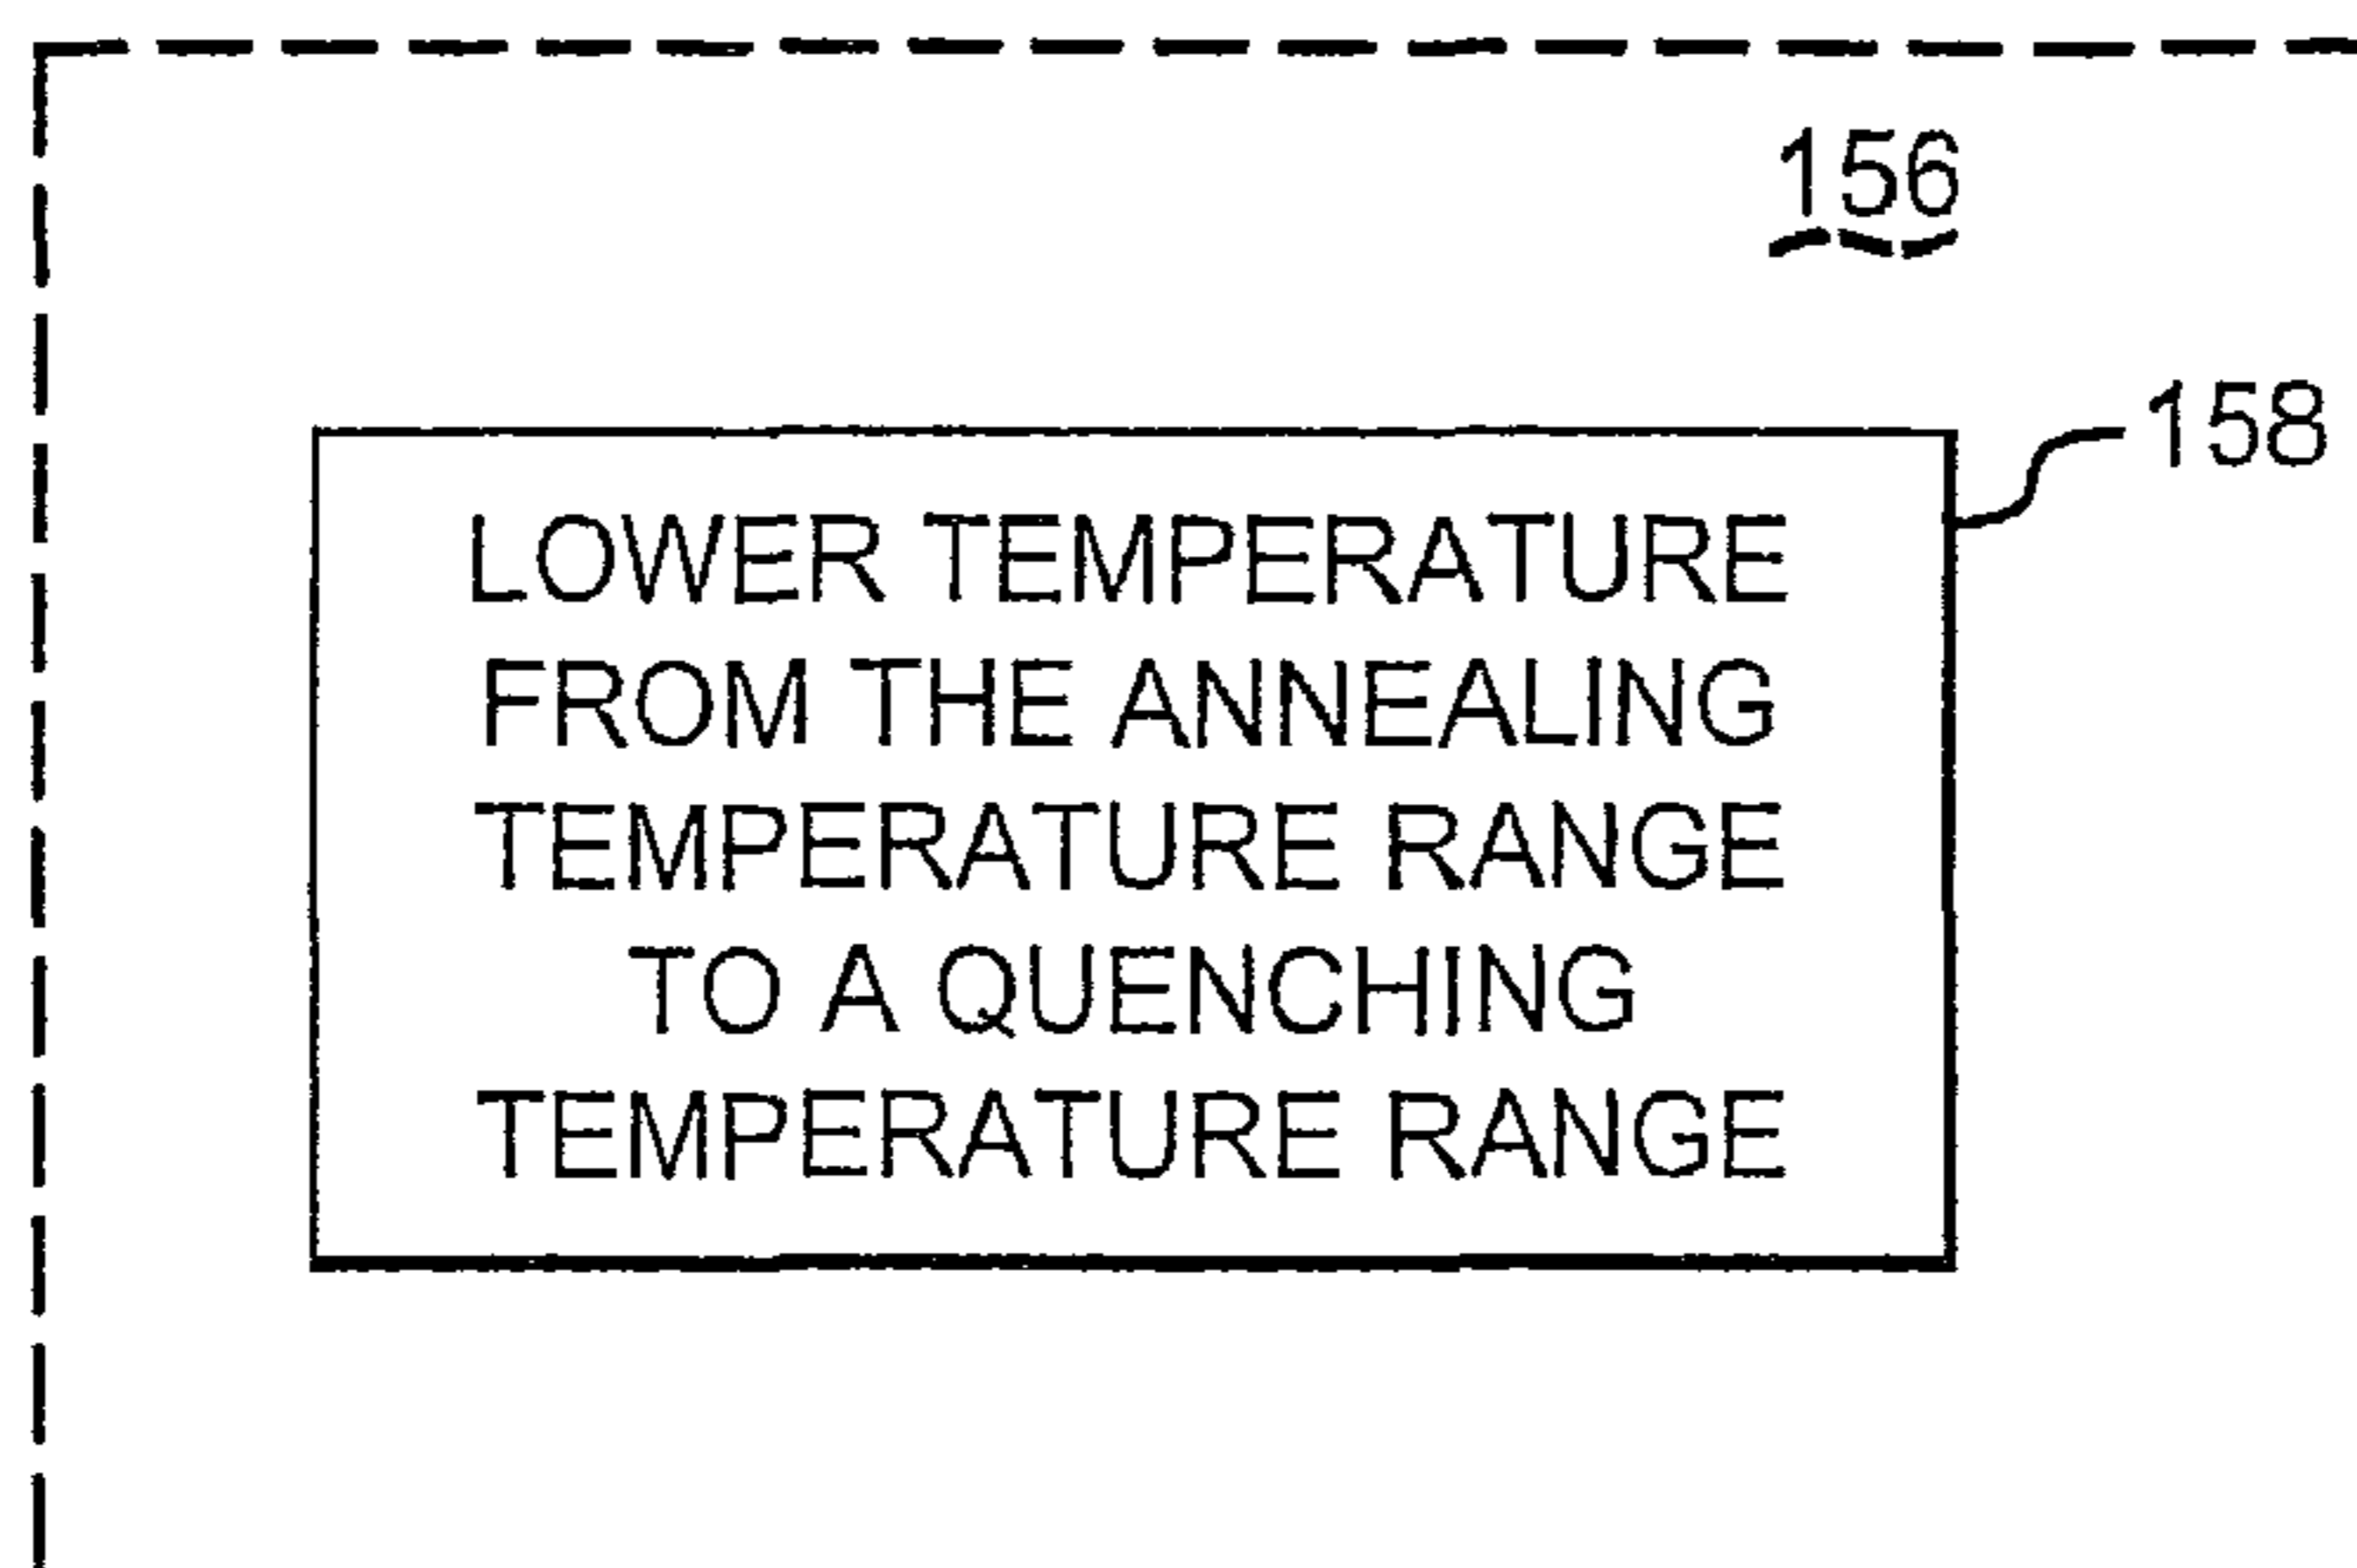 156
158
LOWER TEMPERATURE
FROM THE ANNEALING
TEMPERATURE RANGE
TO A QUENCHING
TEMPERATURE RANGE